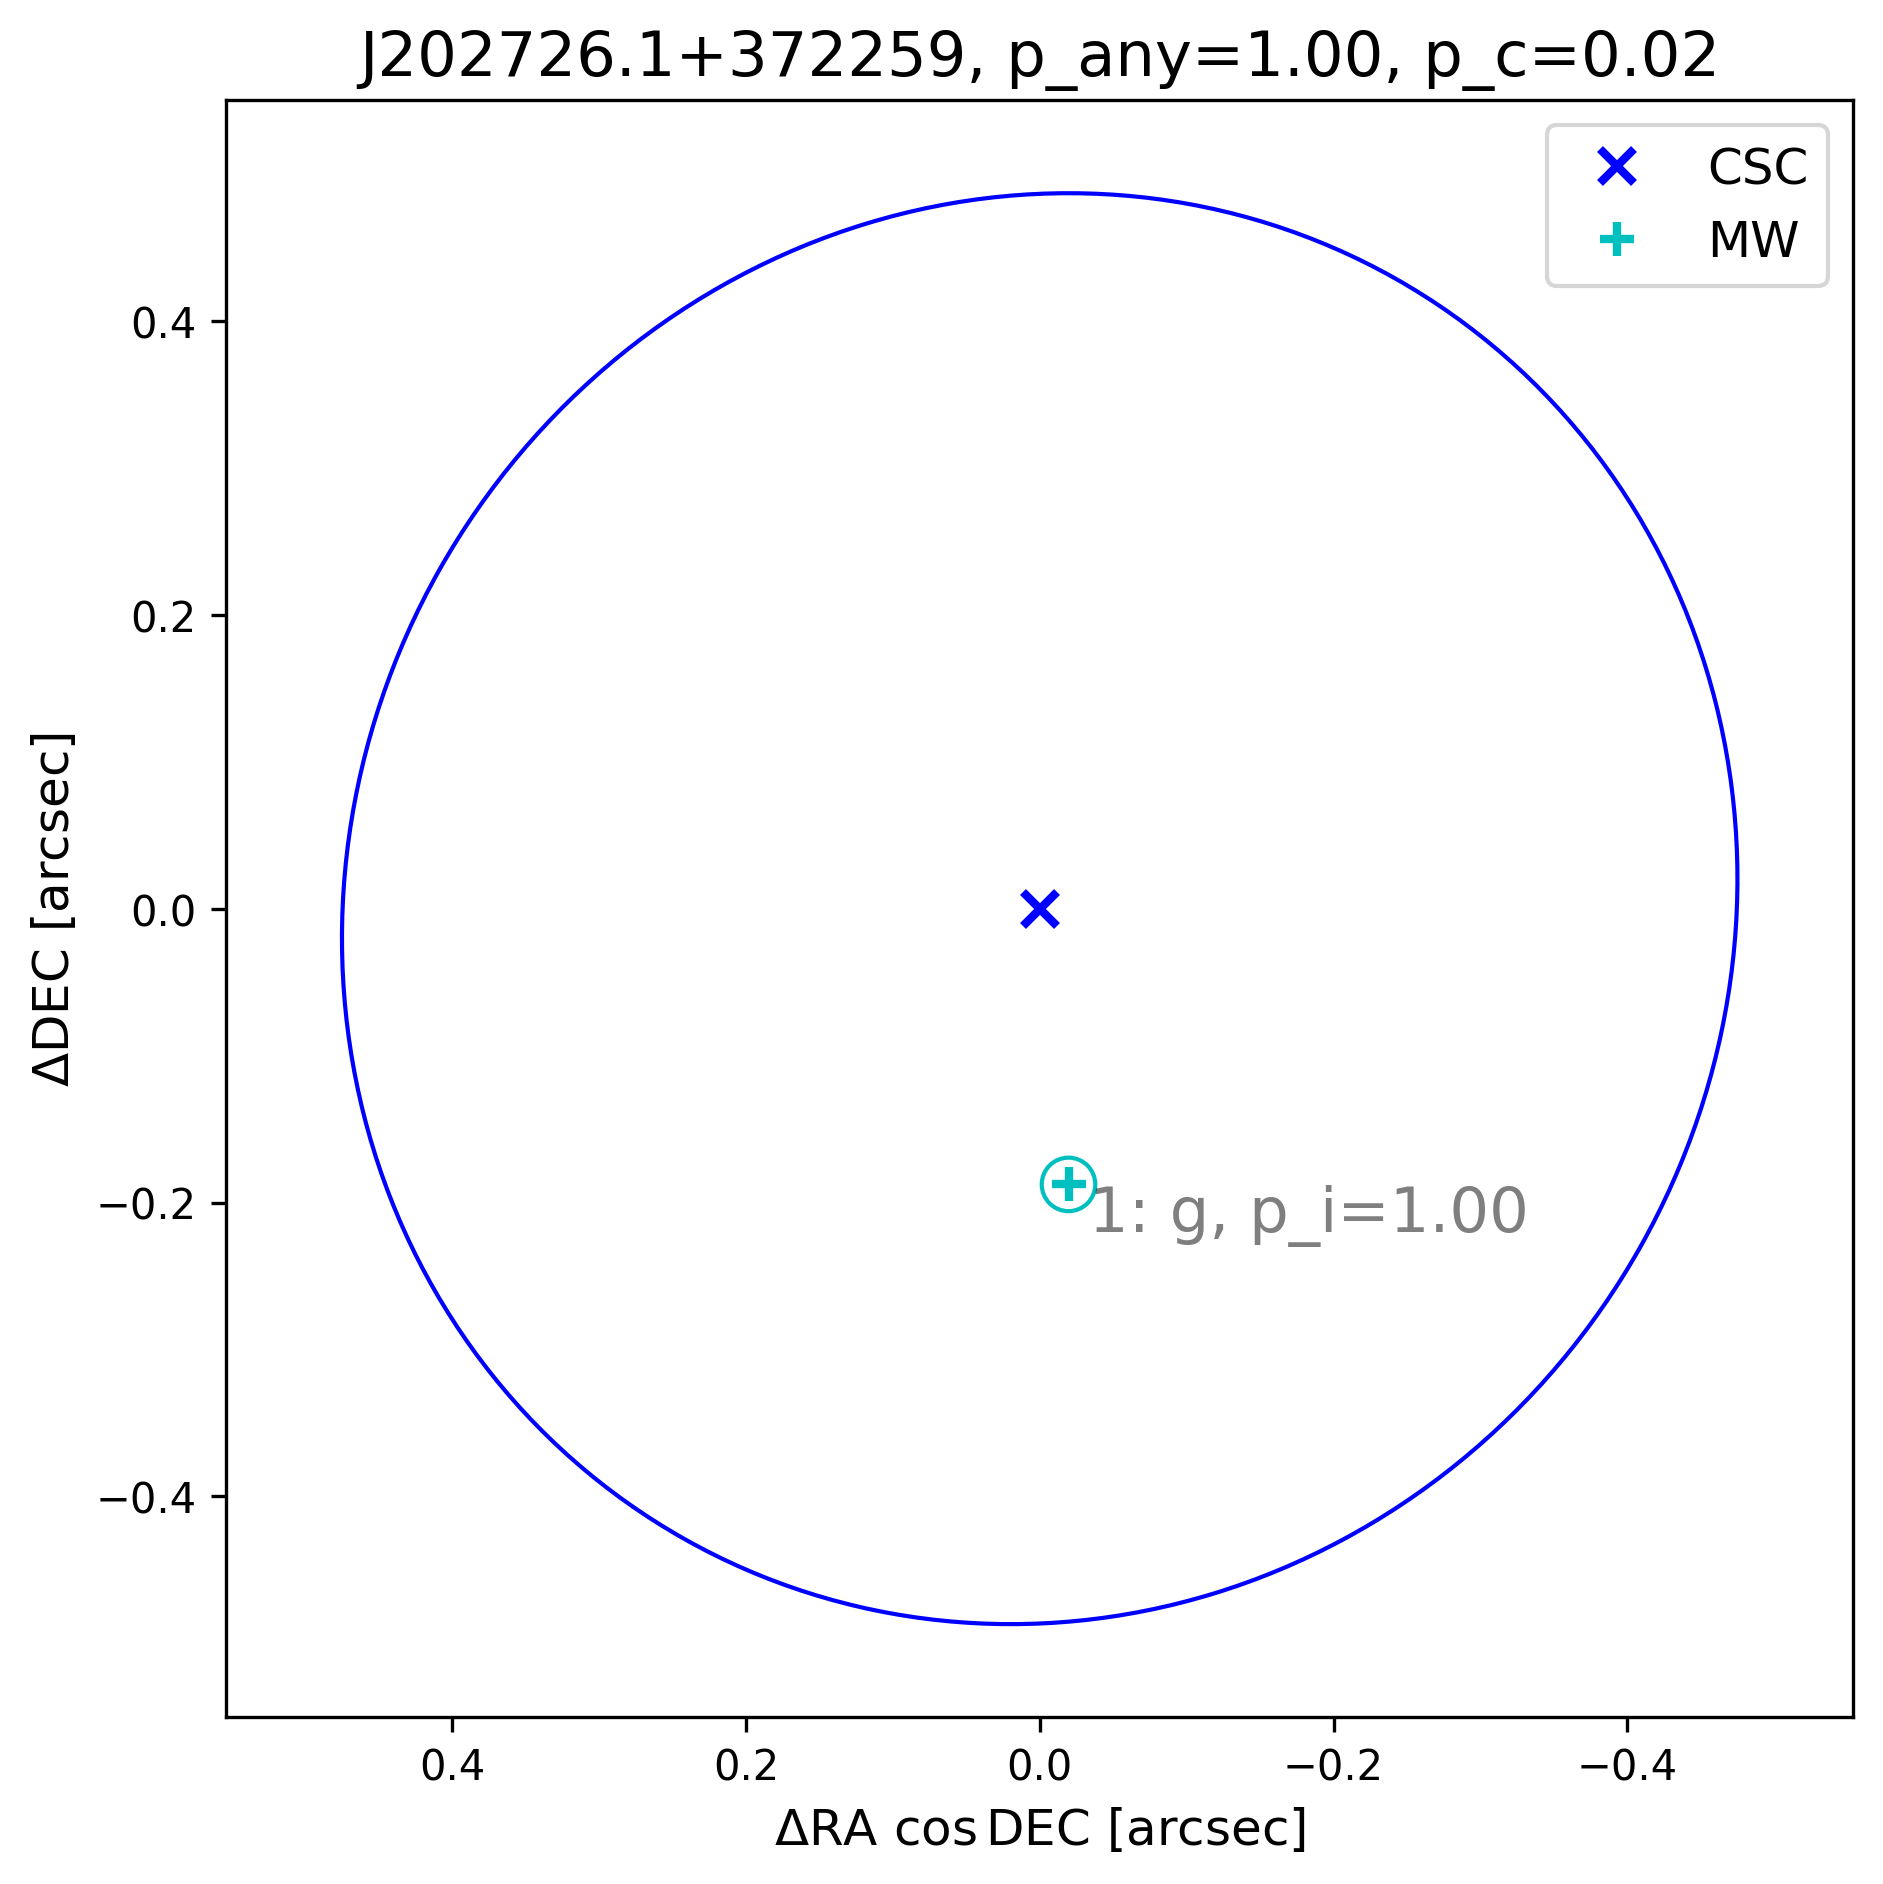 J202726.1+372259, p_any=1.00, p_c=0.02
CSC
MW
0.4
0.2
0.0
−0.2
−0.4
ΔDEC [arcsec]
1: g, p_i=1.00
0.4 0.2 0.0 −0.2 −0.4
ΔRA cos DEC [arcsec]